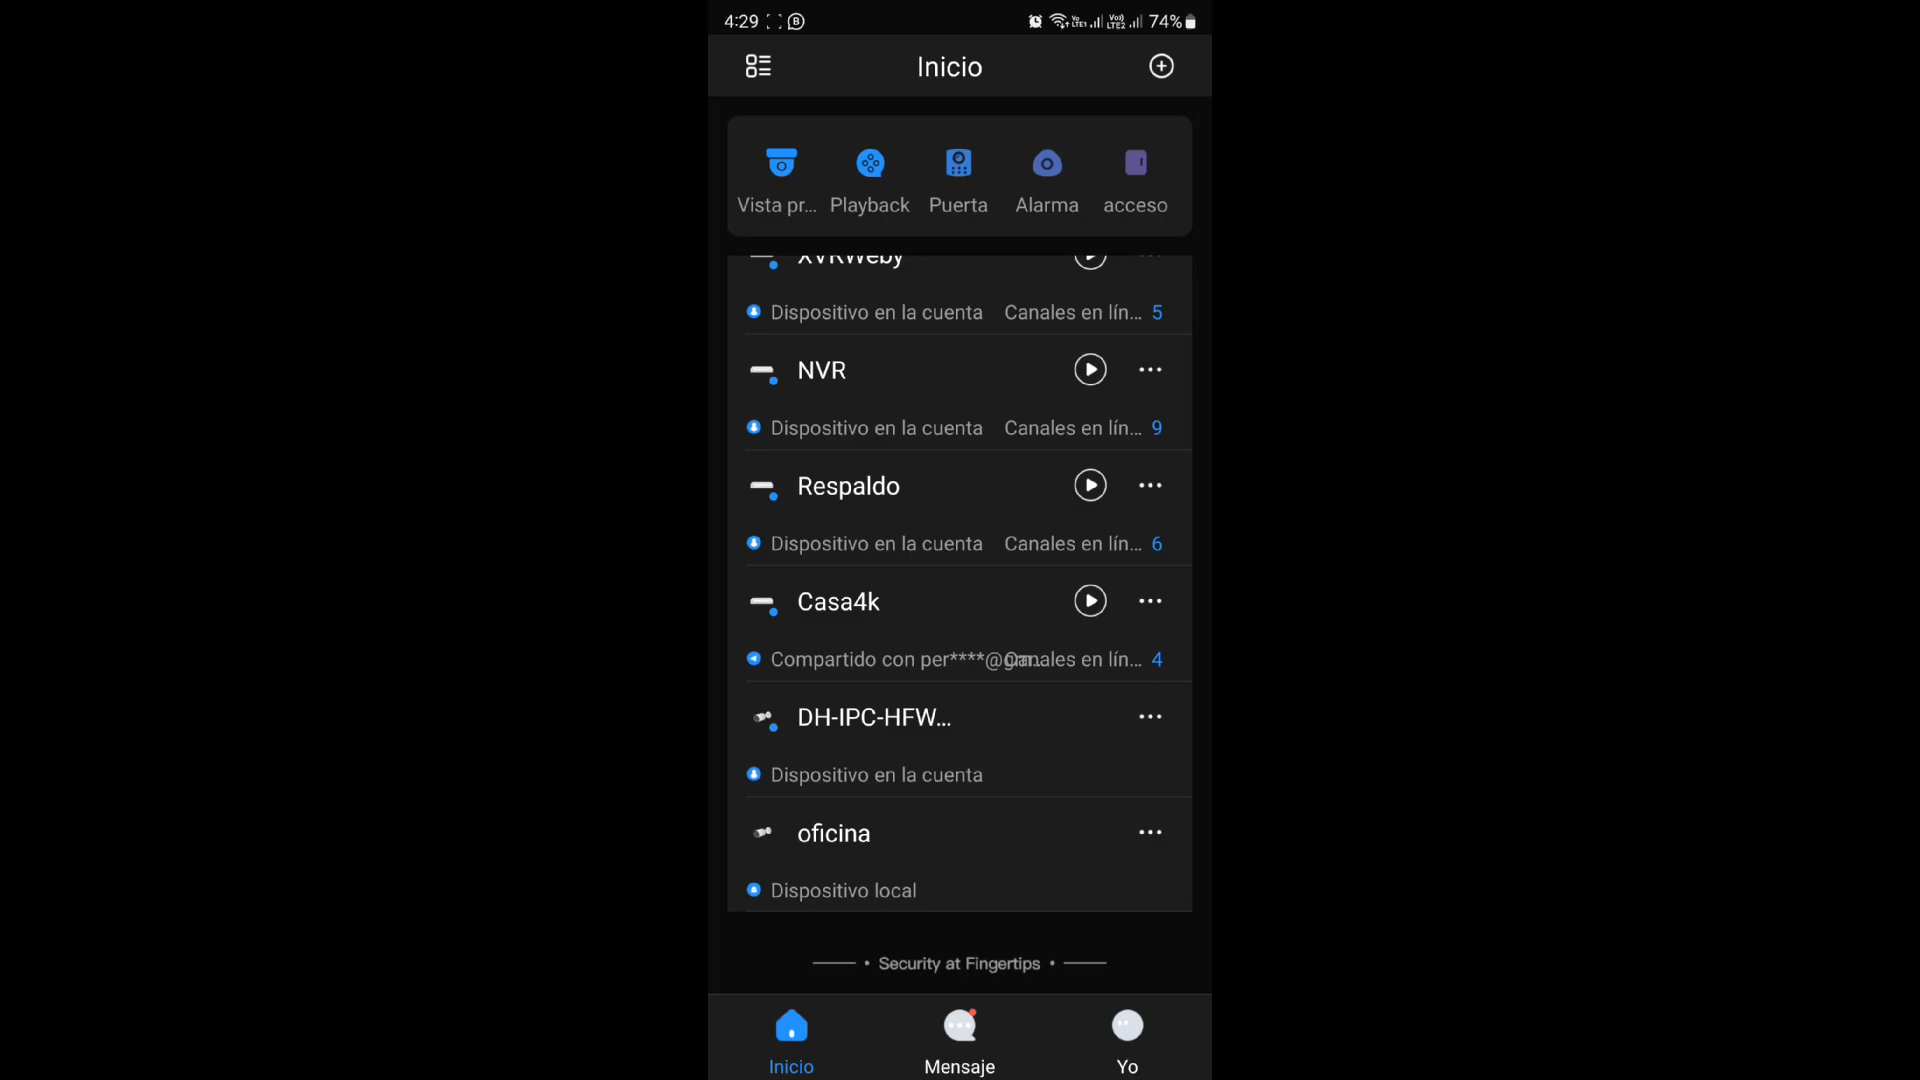 4:29
74%
Inicio
Vista pr... Playback Puerta Alarma acceso
XVRWeby
Dispositivo en la cuenta Canales en lín... 5
NVR
Dispositivo en la cuenta Canales en lín... 9
Respaldo
Dispositivo en la cuenta Canales en lín... 6
Casa4k
Compartido con per****@gm... Canales en lín... 4
DH-IPC-HFW...
Dispositivo en la cuenta
oficina
Dispositivo local
• Security at Fingertips •
Inicio Mensaje Yo